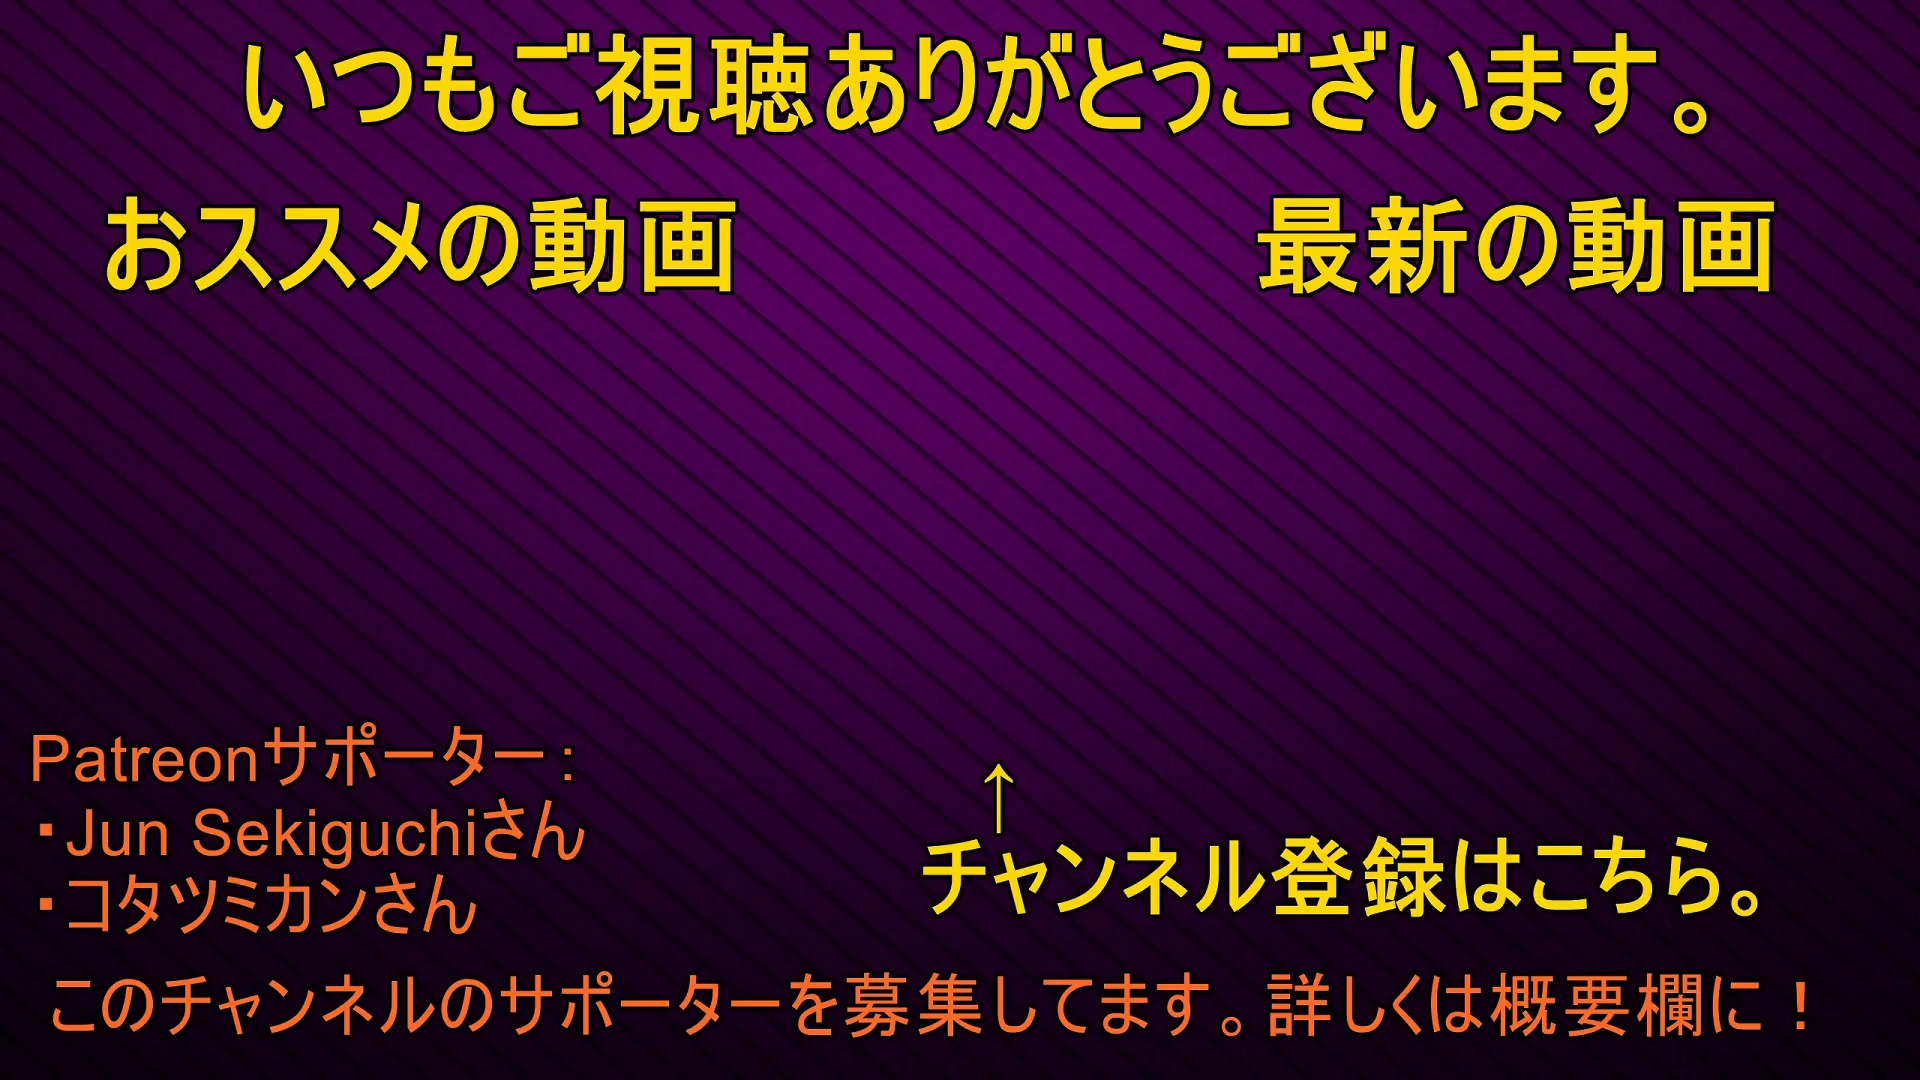 いつもご視聴ありがとうございます。
おススメの動画
最新の動画
Patreonサポーター：
・Jun Sekiguchiさん
・コタツミカンさん
↑
チャンネル登録はこちら。
このチャンネルのサポーターを募集してます。詳しくは概要欄に！